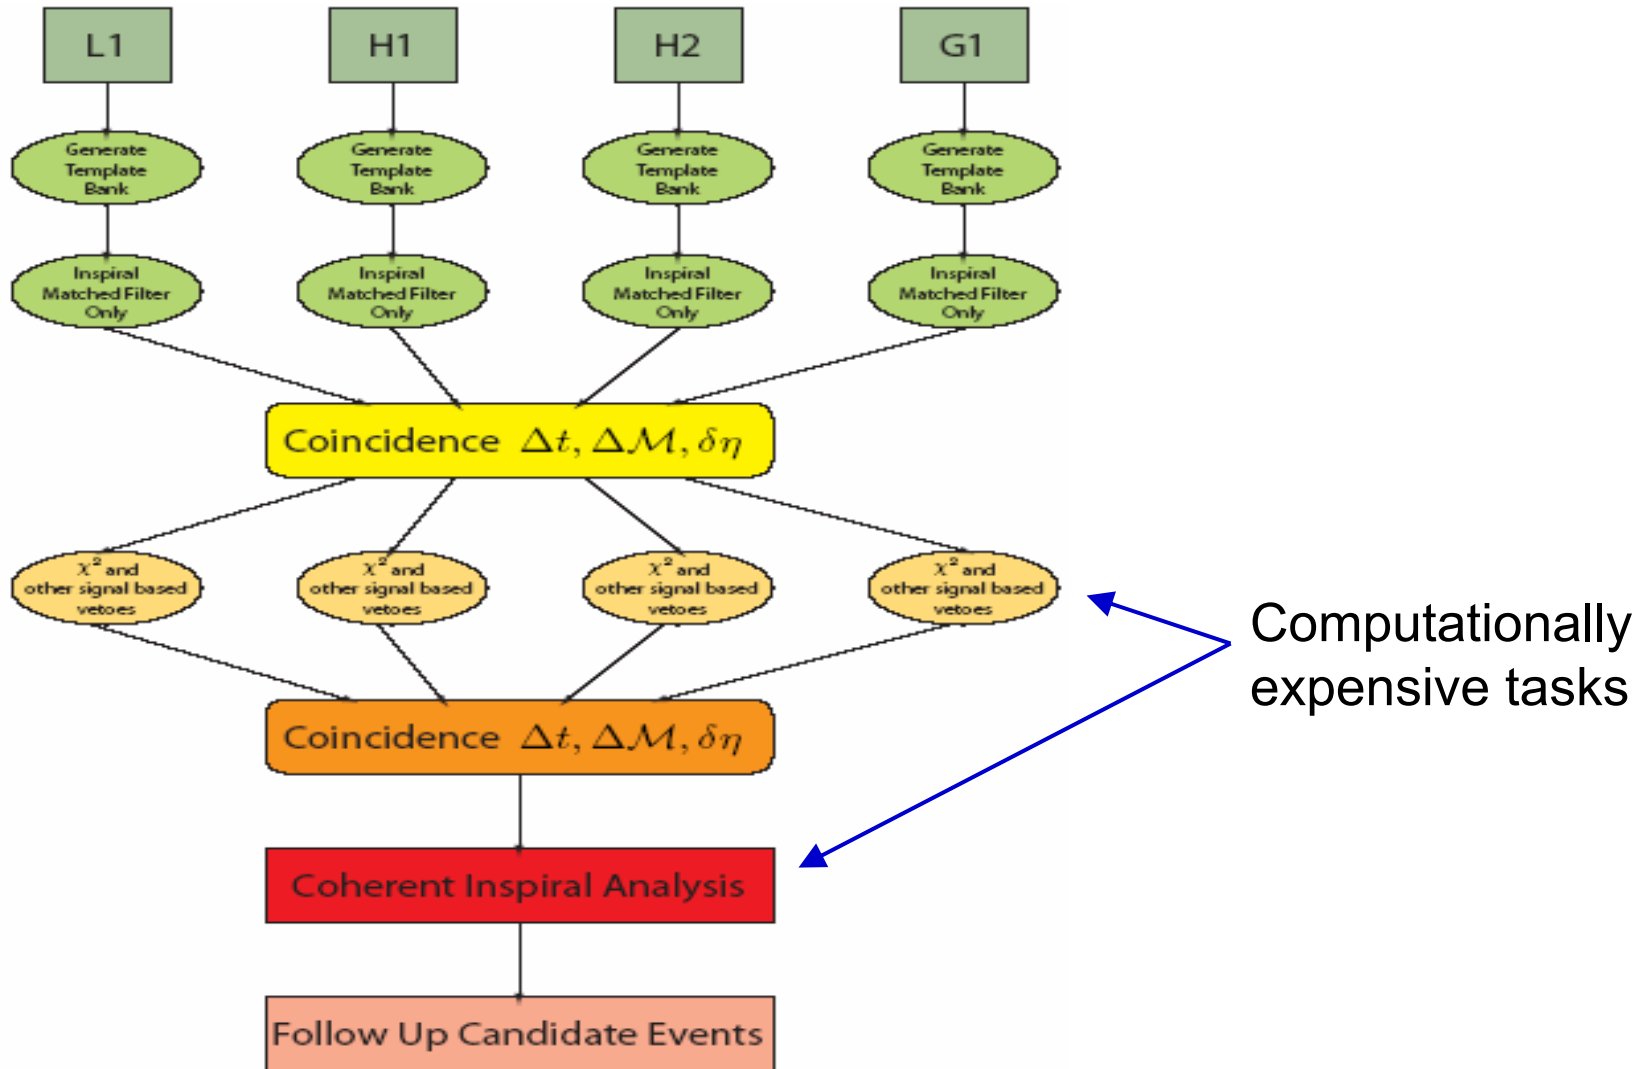 L1
H1
H2
G1
Generate
Template
Bank
Generate
Template
Bank
Generate
Template
Bank
Generate
Template
Bank
Inspiral
Matched Filter
Only
Inspiral
Matched Filter
Only
Inspiral
Matched Filter
Only
Inspiral
Matched Filter
Only
Coincidence Δt, Δℳ, δη
χ² and
other signal based
vetoes
χ² and
other signal based
vetoes
χ² and
other signal based
vetoes
χ² and
other signal based
vetoes
Computationally
expensive tasks
Coincidence Δt, Δℳ, δη
Coherent Inspiral Analysis
Follow Up Candidate Events